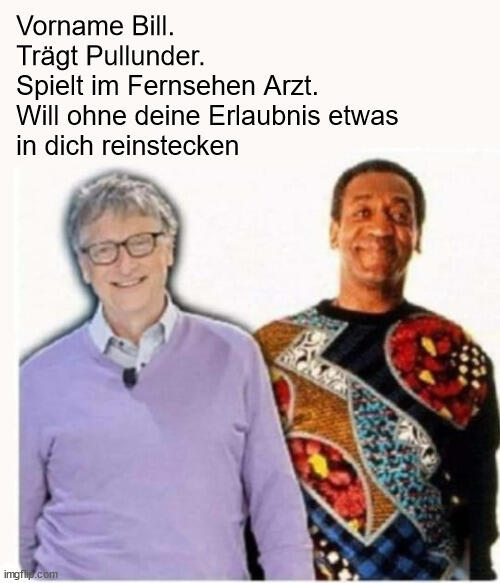 Vorname Bill.
Trägt Pullunder.
Spielt im Fernsehen Arzt.
Will ohne deine Erlaubnis etwas
in dich reinstecken
imgflip.com